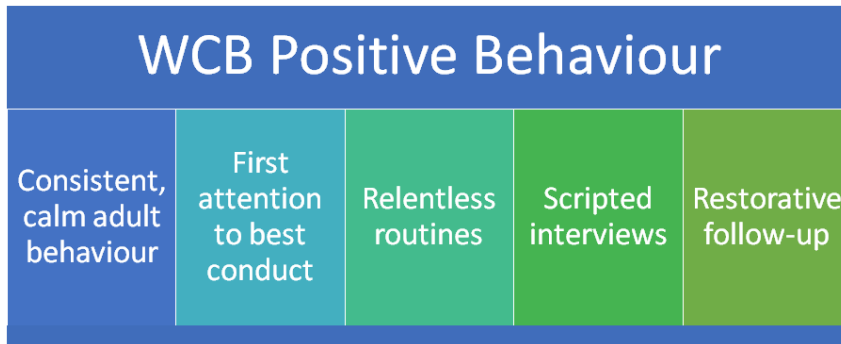 WCB Positive Behaviour
Consistent,
calm adult
behaviour
First
attention
to best
conduct
Relentless
routines
Scripted
interviews
Restorative
follow-up